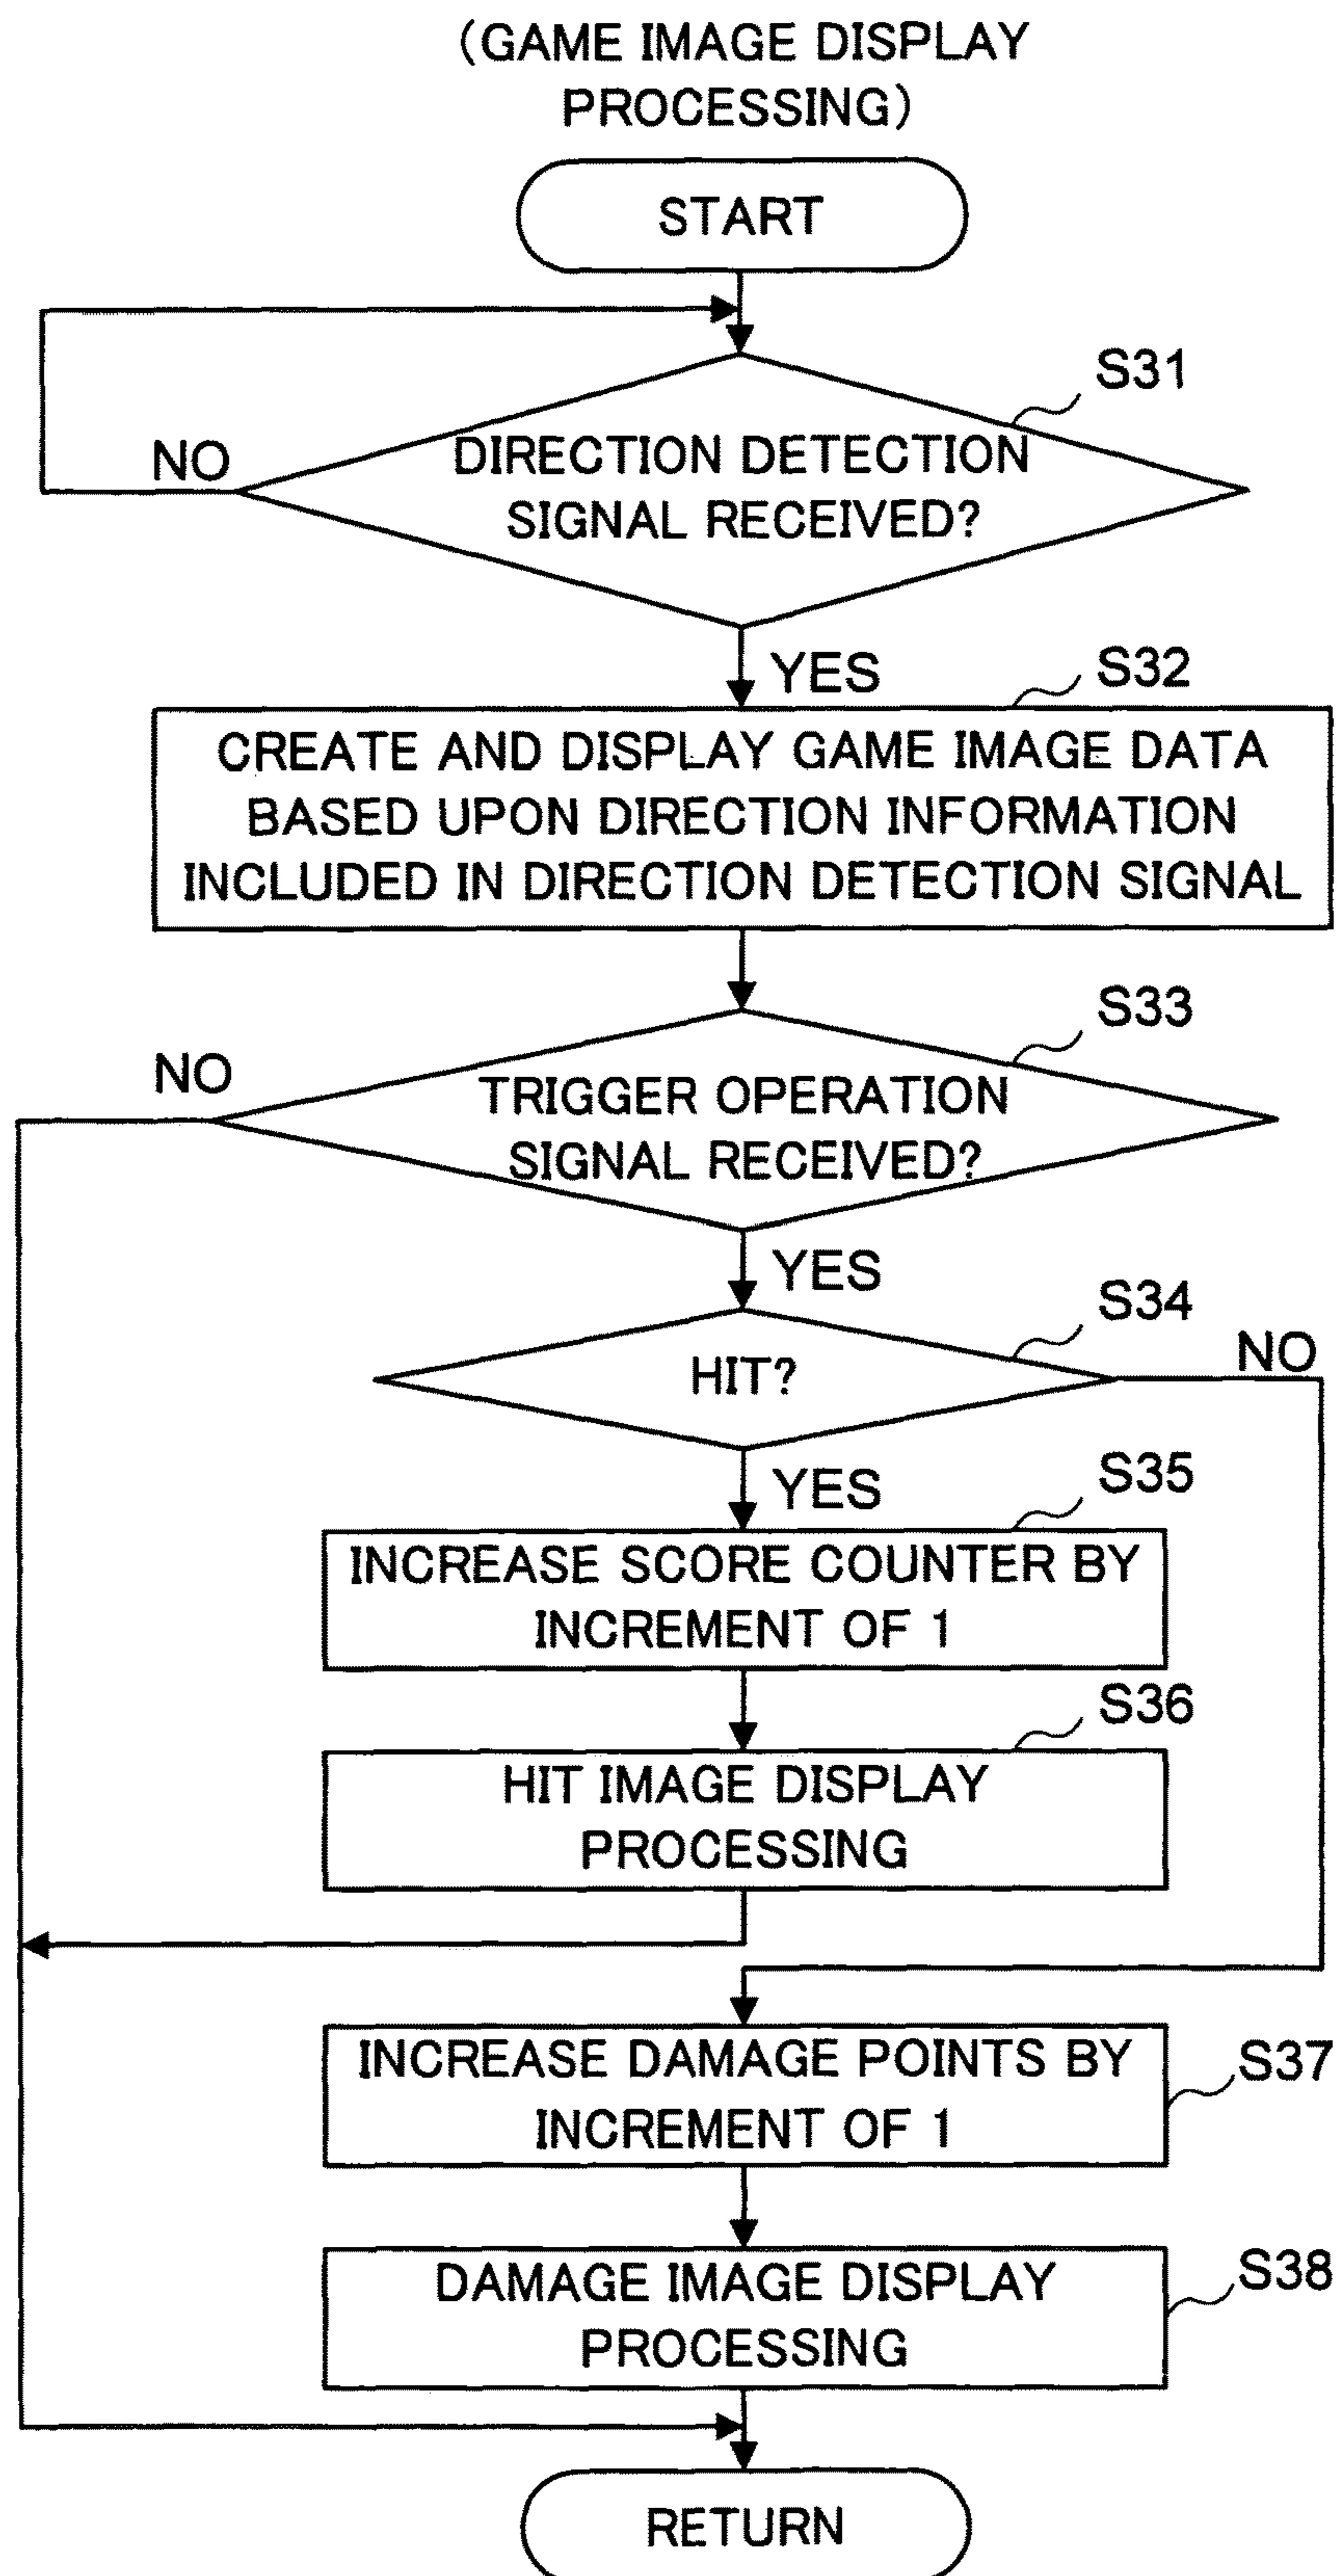 (GAME IMAGE DISPLAY
PROCESSING)
START
S31
DIRECTION DETECTION
SIGNAL RECEIVED?
NO
YES
S32
CREATE AND DISPLAY GAME IMAGE DATA
BASED UPON DIRECTION INFORMATION
INCLUDED IN DIRECTION DETECTION SIGNAL
S33
NO
TRIGGER OPERATION
SIGNAL RECEIVED?
YES
S34
HIT?
NO
YES
S35
INCREASE SCORE COUNTER BY
INCREMENT OF 1
S36
HIT IMAGE DISPLAY
PROCESSING
INCREASE DAMAGE POINTS BY
INCREMENT OF 1
S37
DAMAGE IMAGE DISPLAY
PROCESSING
S38
RETURN